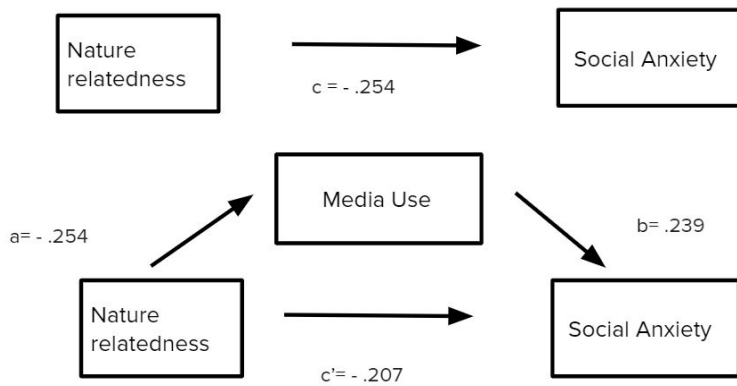 Nature
relatedness
Social Anxiety
c = - .254
Media Use
a= - .254
b= .239
Nature
relatedness
Social Anxiety
c’= - .207